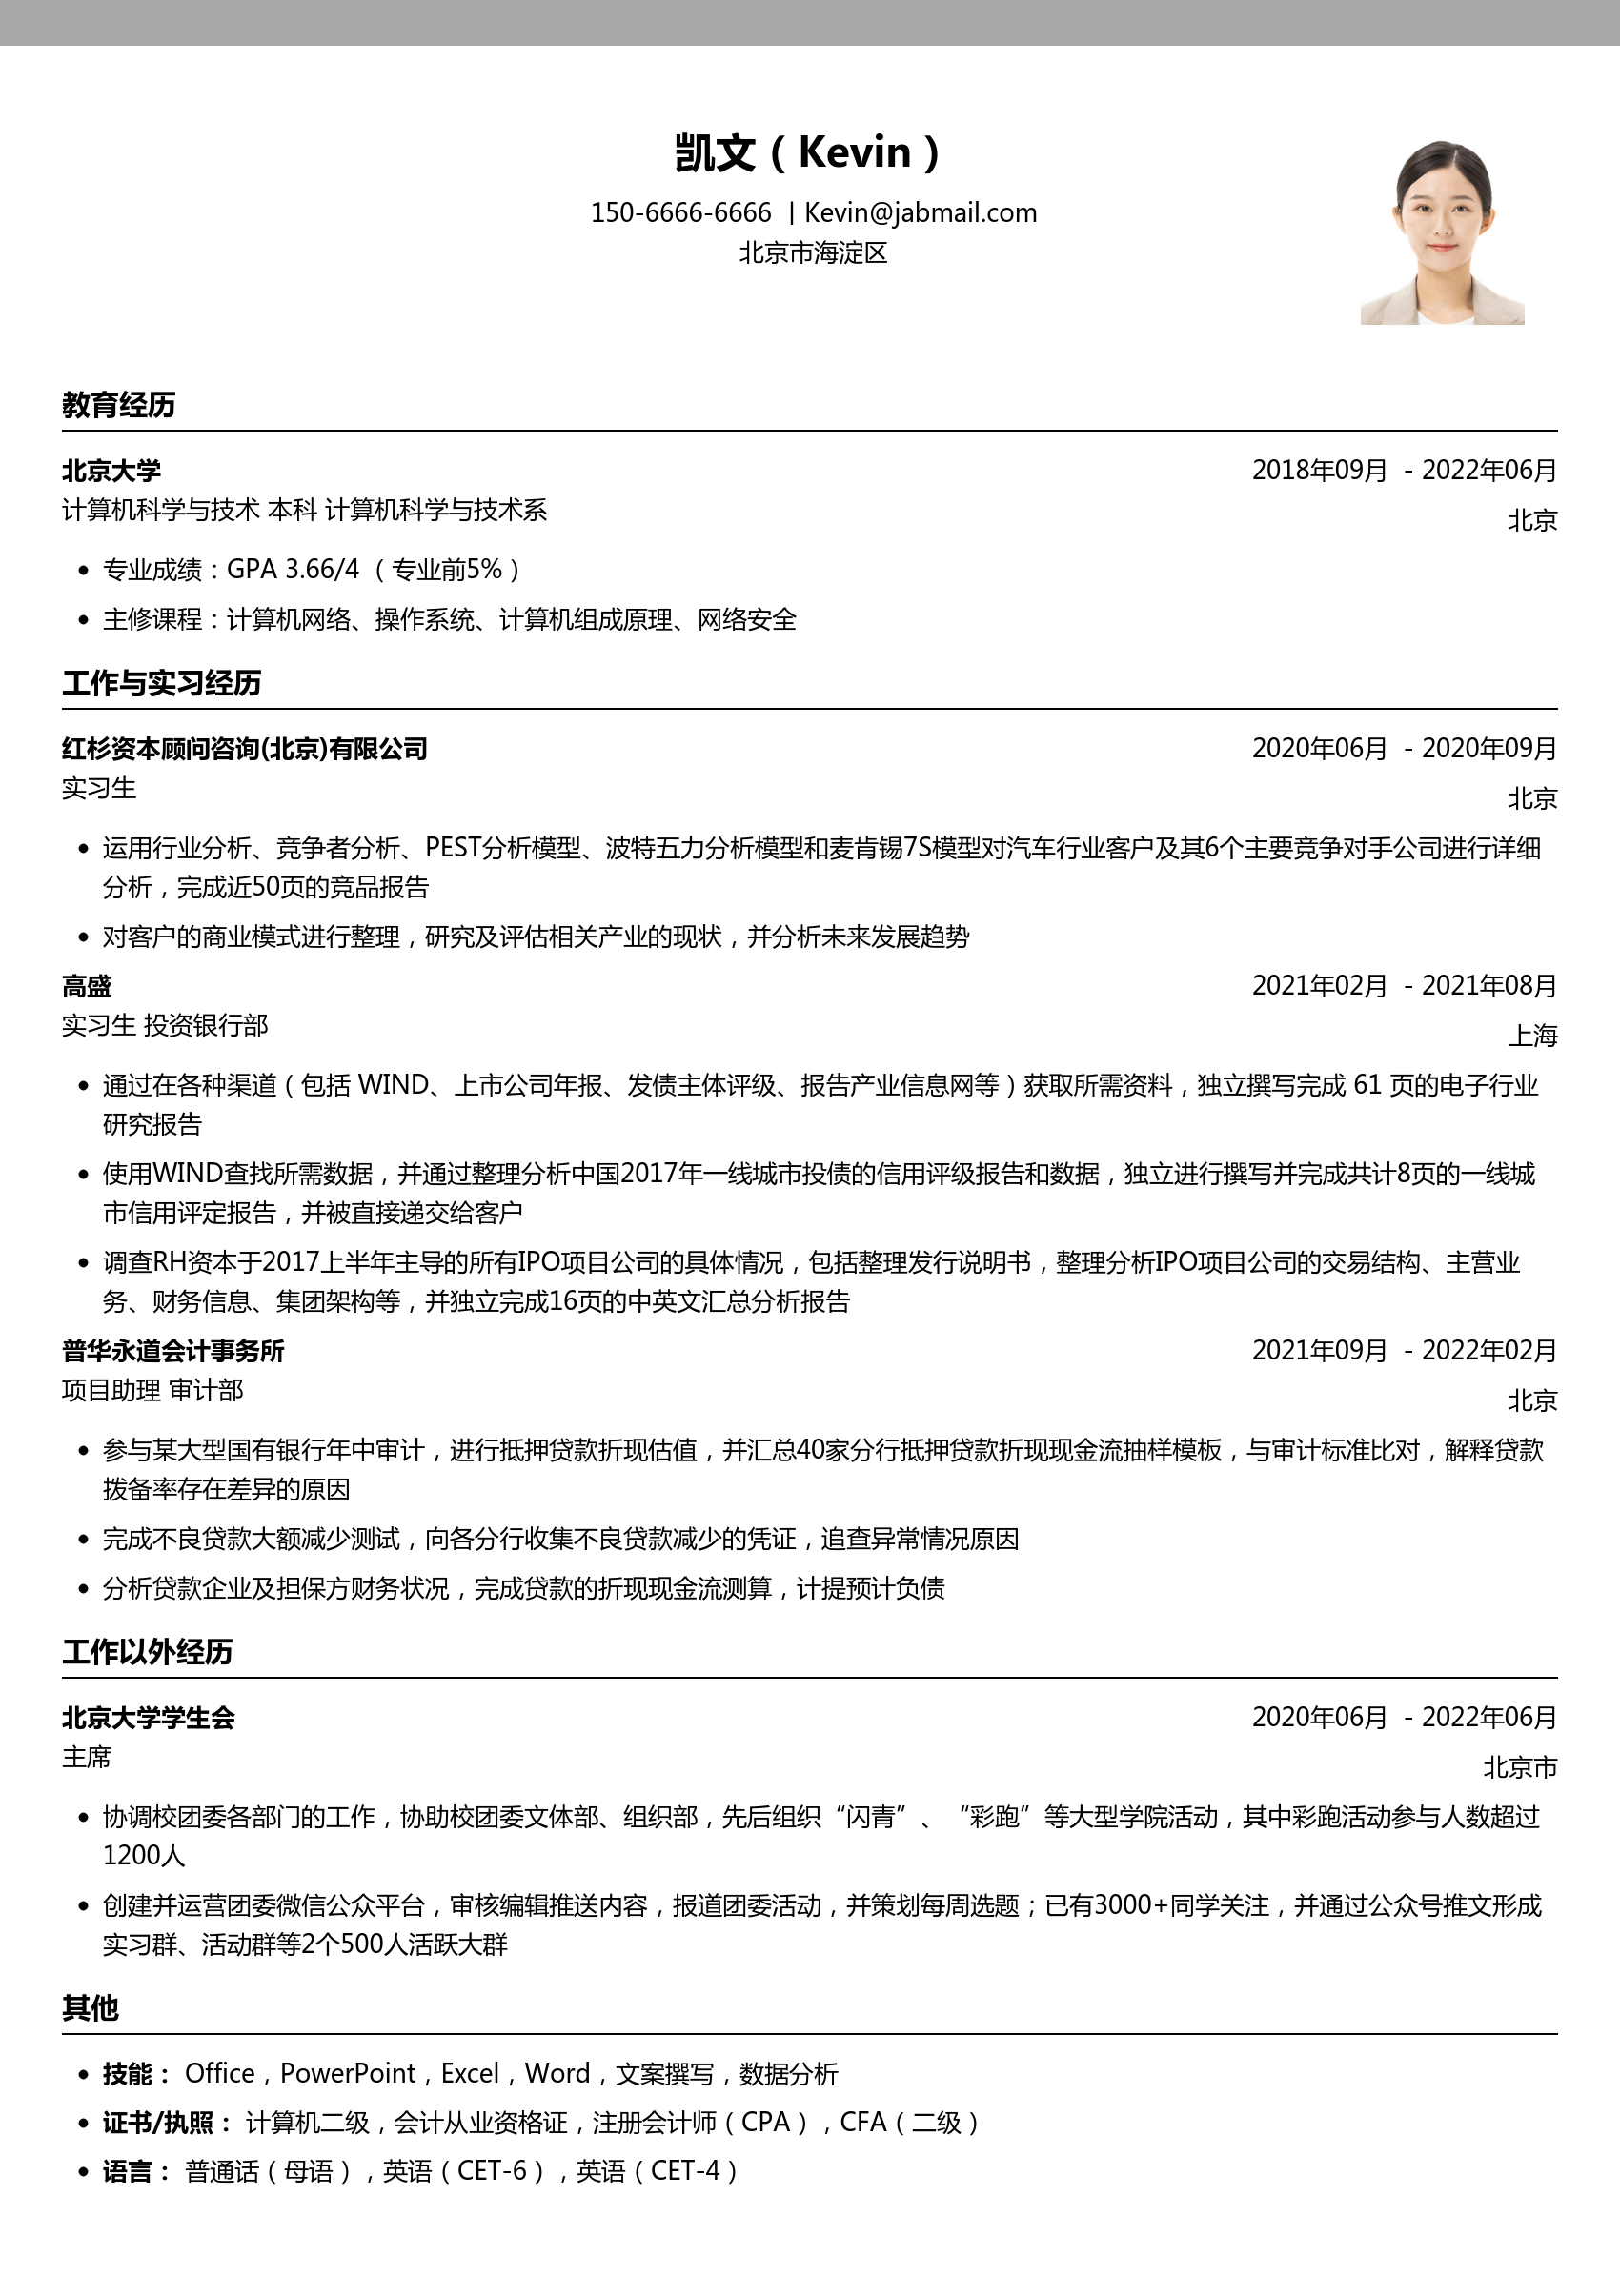 凯文（Kevin）
150-6666-6666 | Kevin@jabmail.com
北京市海淀区
教育经历
北京大学 2018年09月 - 2022年06月
计算机科学与技术 本科 计算机科学与技术系 北京
• 专业成绩：GPA 3.66/4（专业前5%）
• 主修课程：计算机网络、操作系统、计算机组成原理、网络安全
工作与实习经历
红杉资本顾问咨询(北京)有限公司 2020年06月 - 2020年09月
实习生 北京
• 运用行业分析、竞争者分析、PEST分析模型、波特五力分析模型和麦肯锡7S模型对汽车行业客户及其6个主要竞争对手公司进行详细
分析，完成近50页的竞品报告
• 对客户的商业模式进行整理，研究及评估相关产业的现状，并分析未来发展趋势
高盛 2021年02月 - 2021年08月
实习生 投资银行部 上海
• 通过在各种渠道（包括 WIND、上市公司年报、发债主体评级、报告产业信息网等）获取所需资料，独立撰写完成 61 页的电子行业
研究报告
• 使用WIND查找所需数据，并通过整理分析中国2017年一线城市投债的信用评级报告和数据，独立进行撰写并完成共计8页的一线城
市信用评定报告，并被直接递交给客户
• 调查RH资本于2017上半年主导的所有IPO项目公司的具体情况，包括整理发行说明书，整理分析IPO项目公司的交易结构、主营业
务、财务信息、集团架构等，并独立完成16页的中英文汇总分析报告
普华永道会计事务所 2021年09月 - 2022年02月
项目助理 审计部 北京
• 参与某大型国有银行年中审计，进行抵押贷款折现估值，并汇总40家分行抵押贷款折现现金流抽样模板，与审计标准比对，解释贷款
拨备率存在差异的原因
• 完成不良贷款大额减少测试，向各分行收集不良贷款减少的凭证，追查异常情况原因
• 分析贷款企业及担保方财务状况，完成贷款的折现现金流测算，计提预计负债
工作以外经历
北京大学学生会 2020年06月 - 2022年06月
主席 北京市
• 协调校团委各部门的工作，协助校团委文体部、组织部，先后组织“闪青”、“彩跑”等大型学院活动，其中彩跑活动参与人数超过
1200人
• 创建并运营团委微信公众平台，审核编辑推送内容，报道团委活动，并策划每周选题；已有3000+同学关注，并通过公众号推文形成
实习群、活动群等2个500人活跃大群
其他
• 技能： Office，PowerPoint，Excel，Word，文案撰写，数据分析
• 证书/执照： 计算机二级，会计从业资格证，注册会计师（CPA），CFA（二级）
• 语言： 普通话（母语），英语（CET-6），英语（CET-4）